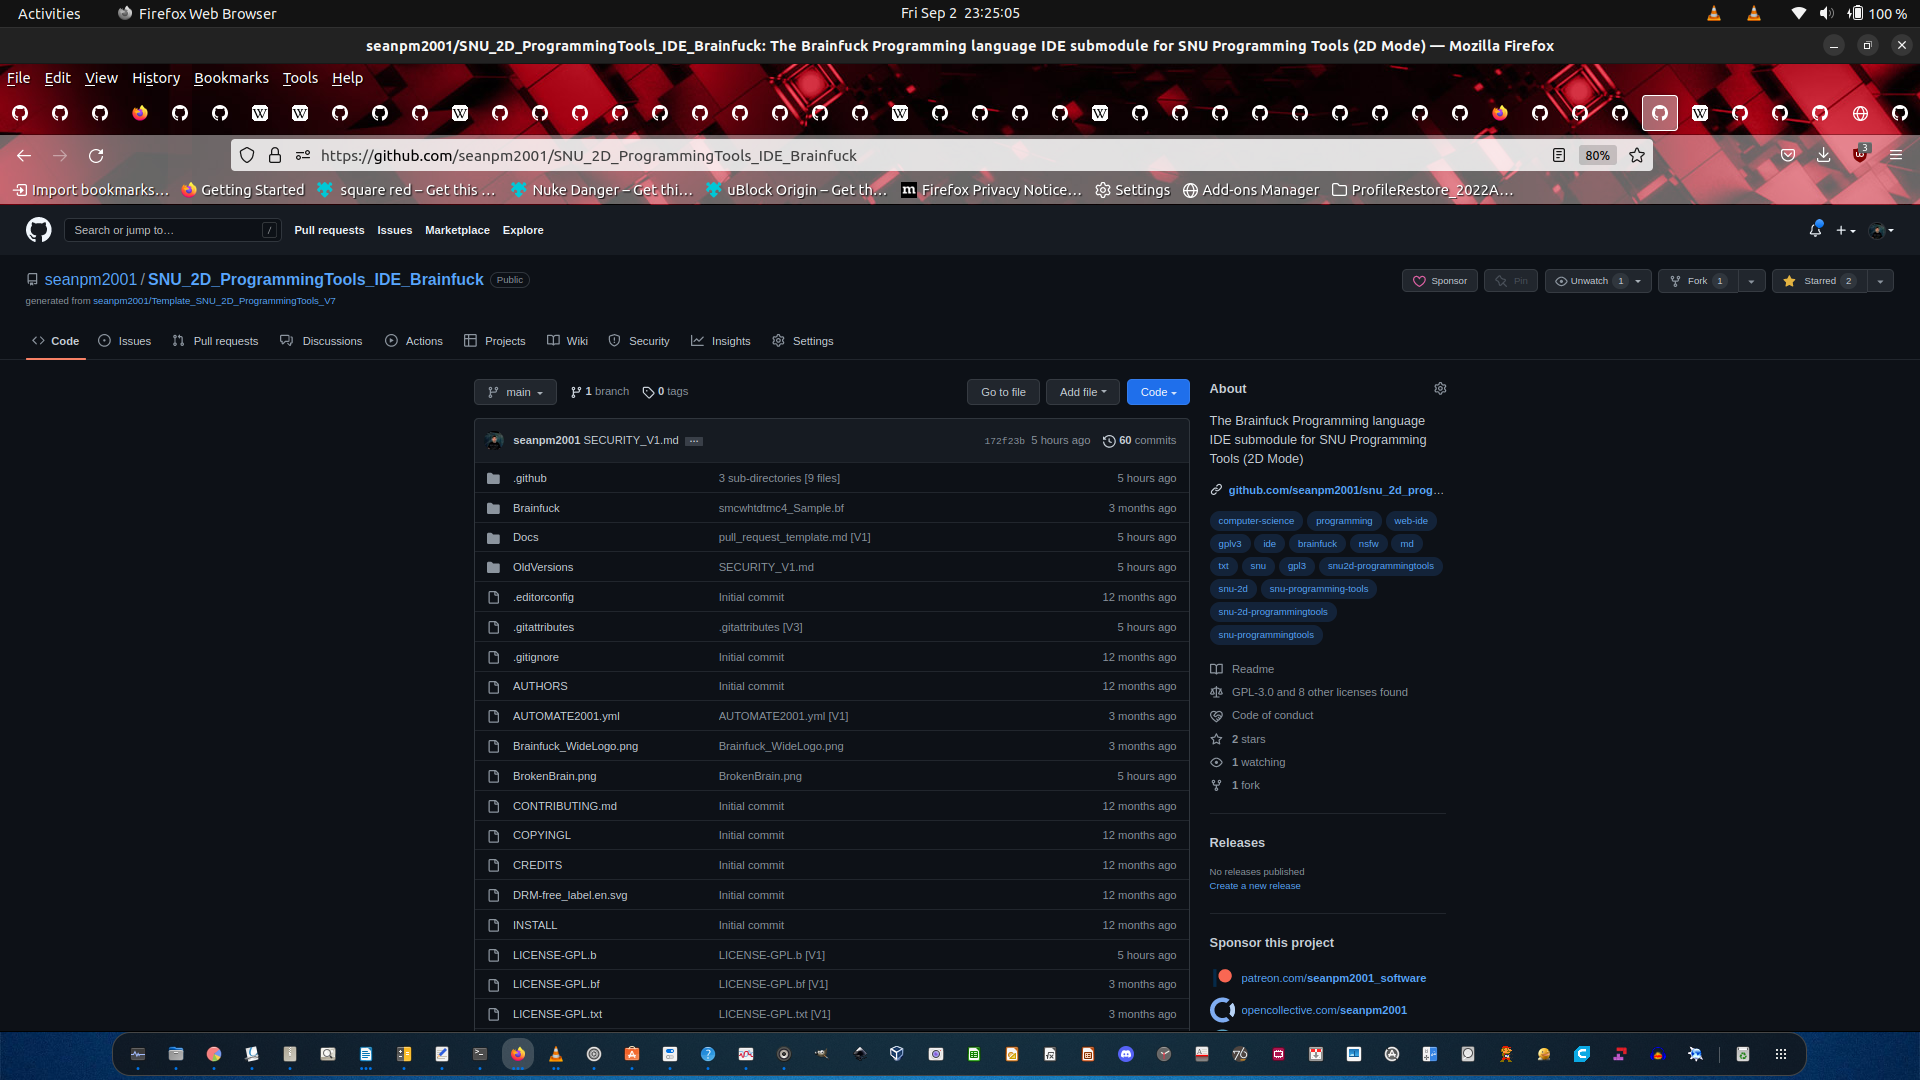 Activities Firefox Web Browser Fri Sep 2 23:25:05 100 %
seanpm2001/SNU_2D_ProgrammingTools_IDE_Brainfuck: The Brainfuck Programming language IDE submodule for SNU Programming Tools (2D Mode) — Mozilla Firefox
File Edit View History Bookmarks Tools Help
https://github.com/seanpm2001/SNU_2D_ProgrammingTools_IDE_Brainfuck 80% 3
Import bookmarks… Getting Started square red – Get this … Nuke Danger – Get thi… uBlock Origin – Get th… Firefox Privacy Notice… Settings Add-ons Manager ProfileRestore_2022A…
Search or jump to… / Pull requests Issues Marketplace Explore
seanpm2001 / SNU_2D_ProgrammingTools_IDE_Brainfuck Public Sponsor Pin Unwatch 1 Fork 1 Starred 2
generated from seanpm2001/Template_SNU_2D_ProgrammingTools_V7
Code Issues Pull requests Discussions Actions Projects Wiki Security Insights Settings
main 1 branch 0 tags Go to file Add file Code
seanpm2001 SECURITY_V1.md ... 172f23b 5 hours ago 60 commits
.github 3 sub-directories [9 files] 5 hours ago
Brainfuck smcwhtdtmc4_Sample.bf 3 months ago
Docs pull_request_template.md [V1] 5 hours ago
OldVersions SECURITY_V1.md 5 hours ago
.editorconfig Initial commit 12 months ago
.gitattributes .gitattributes [V3] 5 hours ago
.gitignore Initial commit 12 months ago
AUTHORS Initial commit 12 months ago
AUTOMATE2001.yml AUTOMATE2001.yml [V1] 3 months ago
Brainfuck_WideLogo.png Brainfuck_WideLogo.png 3 months ago
BrokenBrain.png BrokenBrain.png 5 hours ago
CONTRIBUTING.md Initial commit 12 months ago
COPYINGL Initial commit 12 months ago
CREDITS Initial commit 12 months ago
DRM-free_label.en.svg Initial commit 12 months ago
INSTALL Initial commit 12 months ago
LICENSE-GPL.b LICENSE-GPL.b [V1] 5 hours ago
LICENSE-GPL.bf LICENSE-GPL.bf [V1] 3 months ago
LICENSE-GPL.txt LICENSE-GPL.txt [V1] 3 months ago
About
The Brainfuck Programming language
IDE submodule for SNU Programming
Tools (2D Mode)
github.com/seanpm2001/snu_2d_prog…
computer-science programming web-ide
gplv3 ide brainfuck nsfw md
txt snu gpl3 snu2d-programmingtools
snu-2d snu-programming-tools
snu-2d-programmingtools
snu-programmingtools
Readme
GPL-3.0 and 8 other licenses found
Code of conduct
2 stars
1 watching
1 fork
Releases
No releases published
Create a new release
Sponsor this project
patreon.com/seanpm2001_software
opencollective.com/seanpm2001